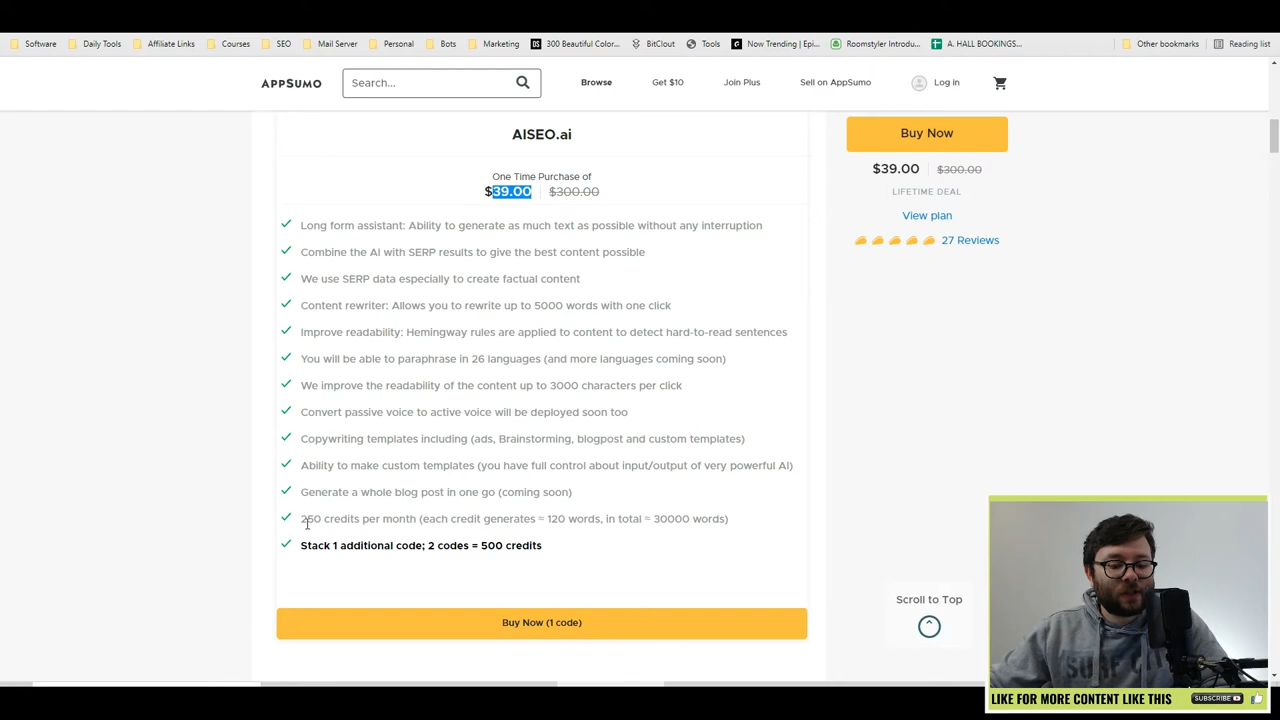 Software Daily Tools Affiliate Links Courses SEO Mail Server Personal Bots Marketing 300 Beautiful Color... BitClout Tools Now Trending | Epi... Roomstyler Introdu... A. HALL BOOKINGS... Other bookmarks Reading list
APPSUMO Search... Browse Get $10 Join Plus Sell on AppSumo Log in
AISEO.ai
Buy Now
One Time Purchase of
$39.00 $300.00
$39.00 $300.00
LIFETIME DEAL
View plan
27 Reviews
Long form assistant: Ability to generate as much text as possible without any interruption
Combine the AI with SERP results to give the best content possible
We use SERP data especially to create factual content
Content rewriter: Allows you to rewrite up to 5000 words with one click
Improve readability: Hemingway rules are applied to content to detect hard-to-read sentences
You will be able to paraphrase in 26 languages (and more languages coming soon)
We improve the readability of the content up to 3000 characters per click
Convert passive voice to active voice will be deployed soon too
Copywriting templates including (ads, Brainstorming, blogpost and custom templates)
Ability to make custom templates (you have full control about input/output of very powerful AI)
Generate a whole blog post in one go (coming soon)
250 credits per month (each credit generates ≈ 120 words, in total ≈ 30000 words)
Stack 1 additional code; 2 codes = 500 credits
Buy Now (1 code)
Scroll to Top
LIKE FOR MORE CONTENT LIKE THIS SUBSCRIBE